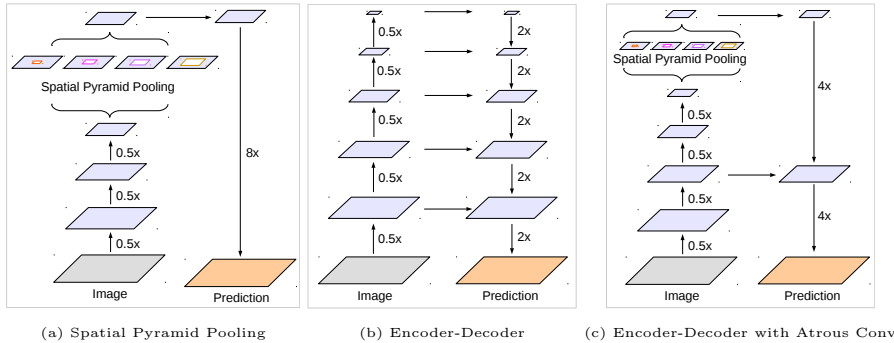 Spatial Pyramid Pooling
0.5x
0.5x
0.5x
8x
Image
Prediction
0.5x
0.5x
0.5x
0.5x
0.5x
2x
2x
2x
2x
2x
Image
Prediction
Spatial Pyramid Pooling
0.5x
0.5x
0.5x
0.5x
4x
4x
Image
Prediction
(a) Spatial Pyramid Pooling
(b) Encoder-Decoder
(c) Encoder-Decoder with Atrous Conv